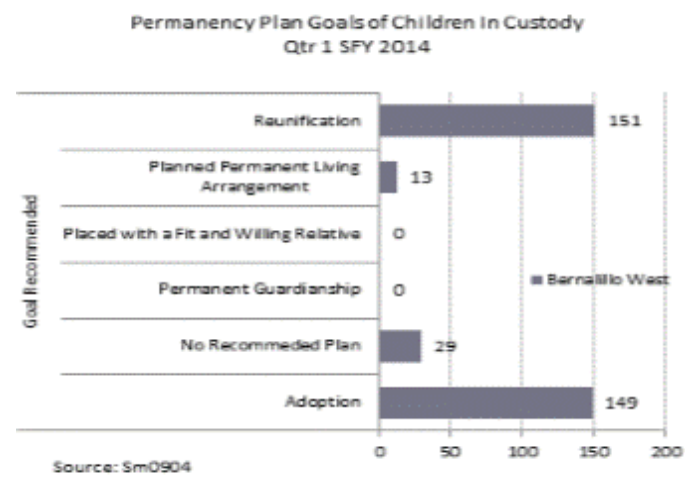 Permanency Plan Goals of Children In Custody
Qtr 1 SFY 2014
Goal Recommended
Reunification
151
Planned Permanent Living
Arrangement
13
Placed with a Fit and Willing Relative
0
Permanent Guardianship
0
Bernalillo West
No Recommeded Plan
29
Adoption
149
0 50 100 150 200
Source: Sm0904